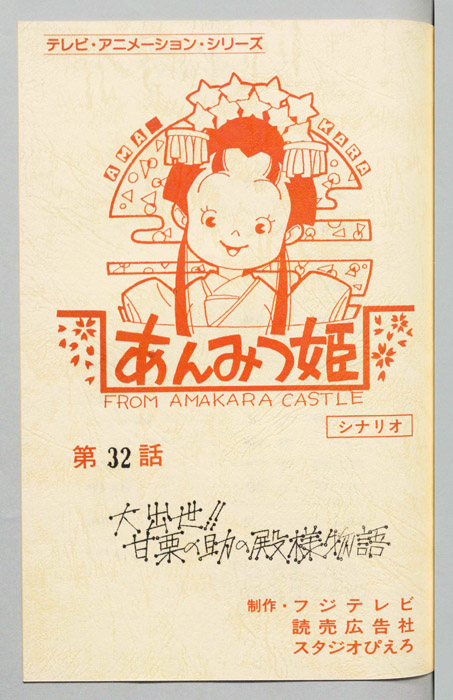 テレビ・アニメーション・シリーズ
AMA■KARA
あんみつ姫
FROM AMAKARA CASTLE
シナリオ
第32話
大出世!!
甘栗の助の殿様物語
制作・フジテレビ
読売広告社
スタジオぴえろ